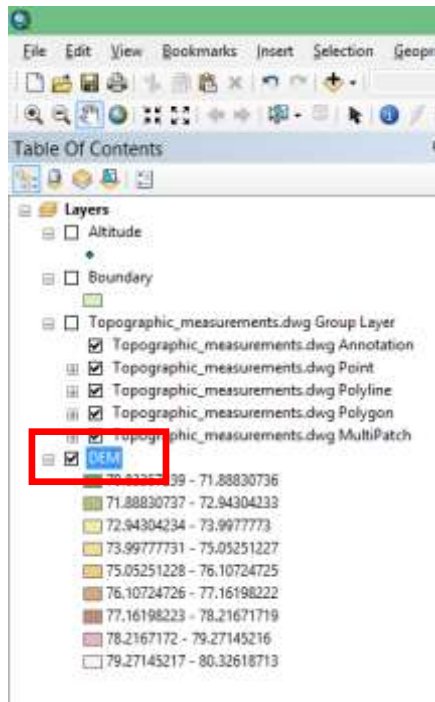 File Edit View Bookmarks Insert Selection
Table Of Contents
Layers
Altitude
Boundary
Topographic_measurements.dwg Group Layer
Topographic_measurements.dwg Annotation
Topographic_measurements.dwg Point
Topographic_measurements.dwg Polyline
Topographic_measurements.dwg Polygon
Topographic_measurements.dwg MultiPatch
DEM
- 71.88830736
71.88830737 - 72.94304233
72.94304234 - 73.9977773
73.99777731 - 75.05251227
75.05251228 - 76.10724725
76.10724726 - 77.16198222
77.16198223 - 78.21671719
78.2167172 - 79.27145216
79.27145217 - 80.32618713